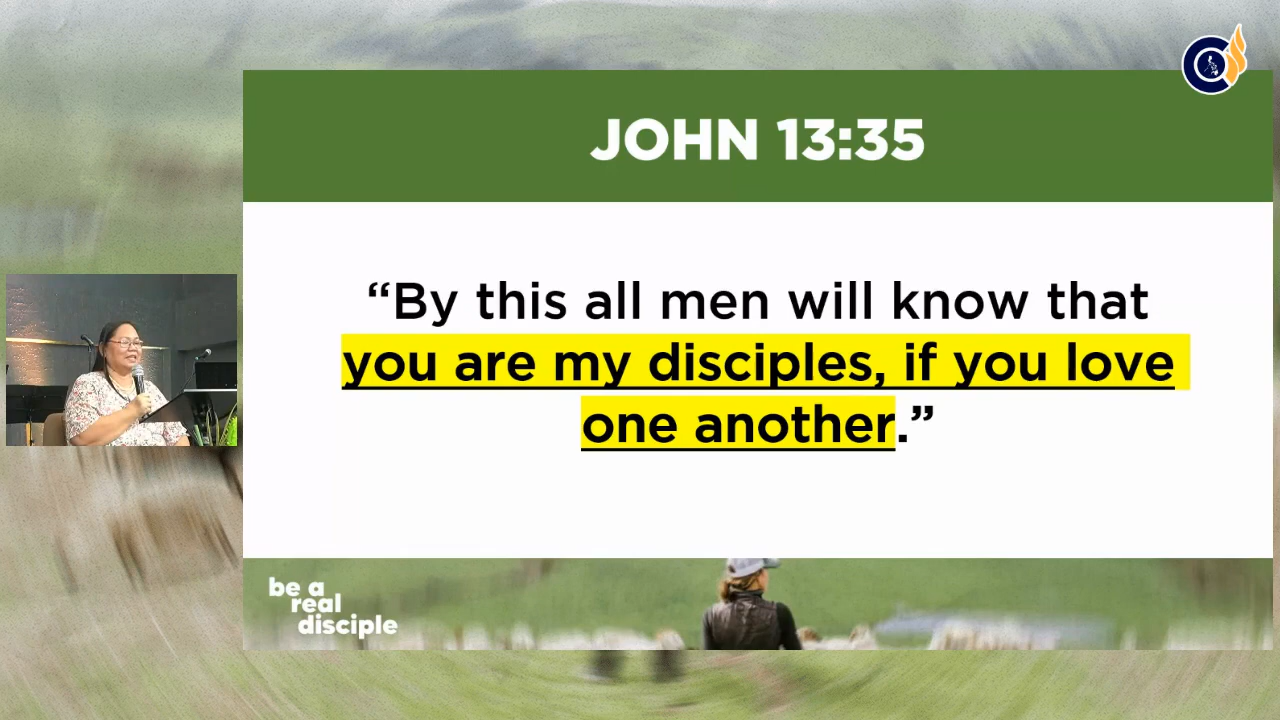 JOHN 13:35
“By this all men will know that
you are my disciples, if you love
one another.”
be a
real
disciple